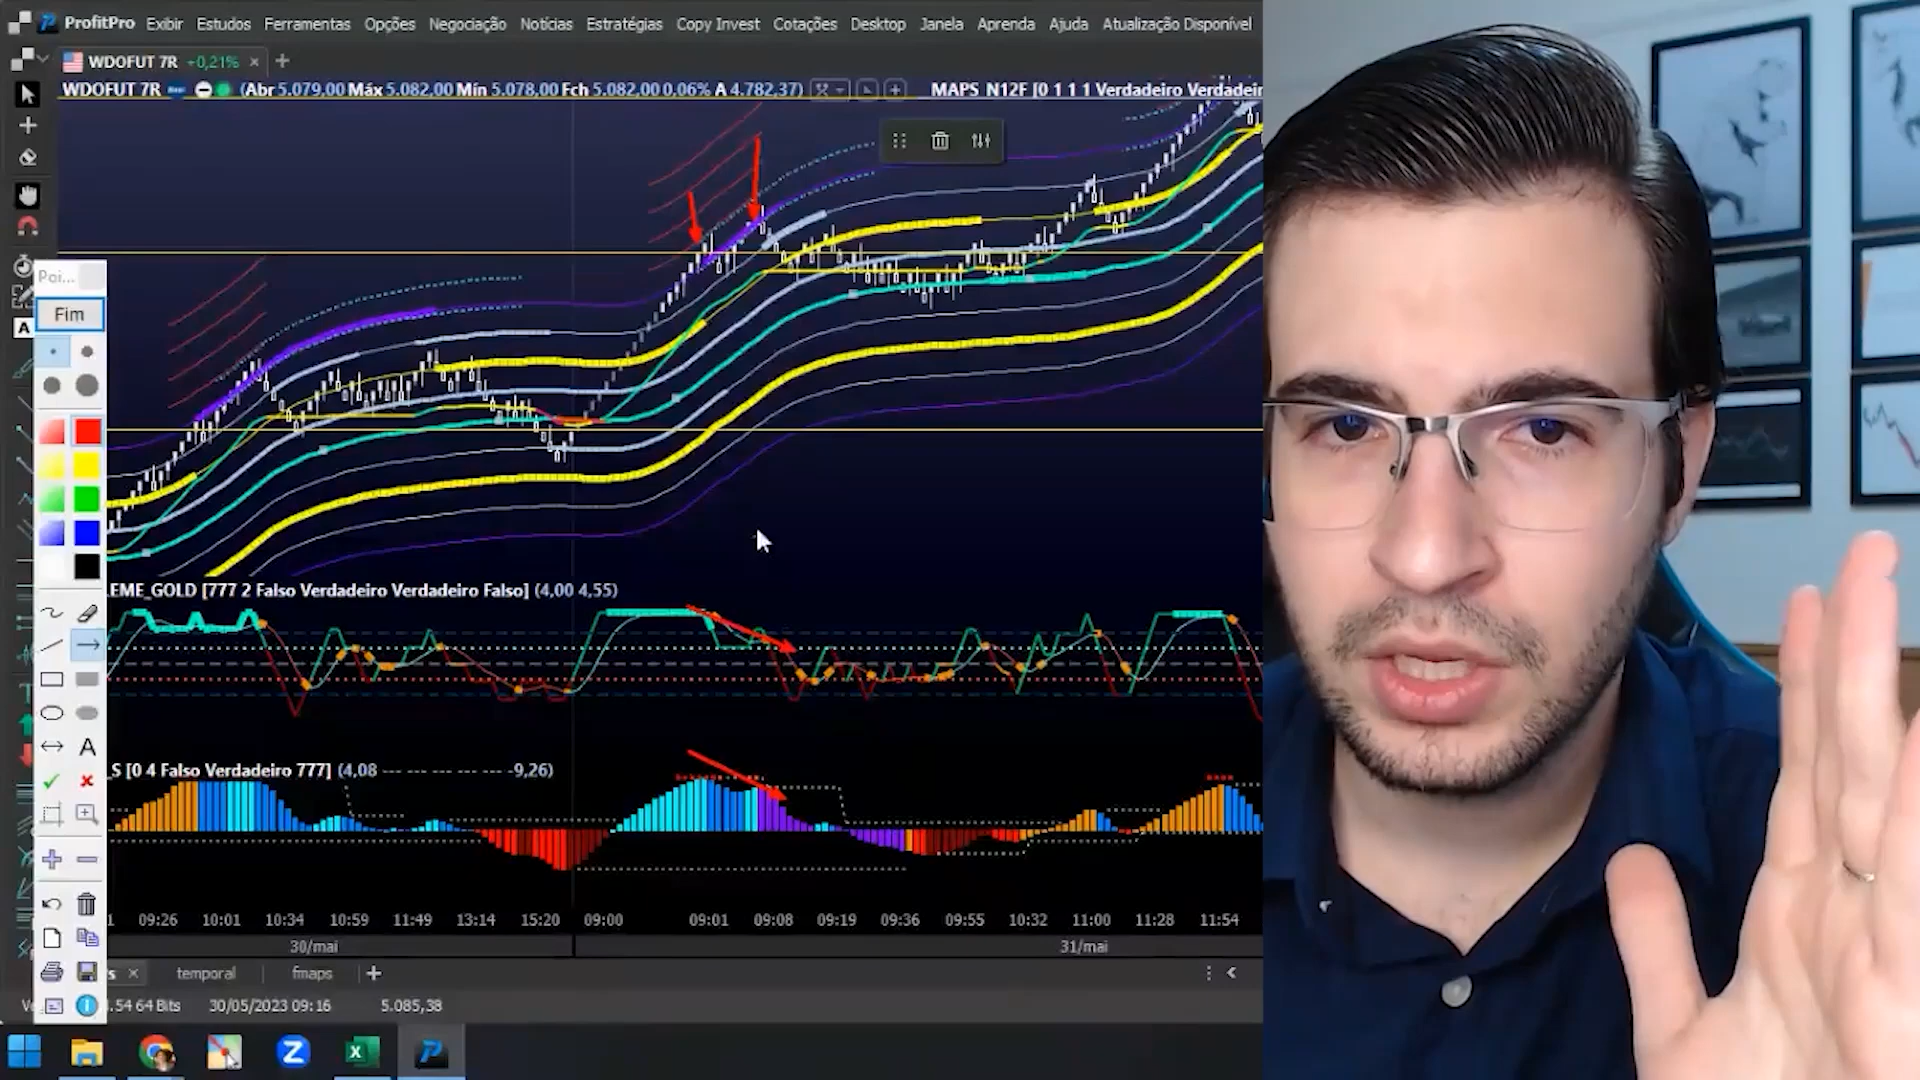 ProfitPro Exibir Estudos Ferramentas Opções Negociação Notícias Estratégias Copy Invest Cotações Desktop Janela Aprenda Ajuda Atualização Disponível
WDOFUT 7R +0,21%
WDOFUT 7R (Abr 5.079,00 Máx 5.082,00 Mín 5.078,00 Fch 5.082,00 0,06% A 4.782,37) MAPS_N12F [0 1 1 1 Verdadeiro Verdadeir
Poi...
Fim
A
A
EME_GOLD [777 2 Falso Verdadeiro Verdadeiro Falso] (4,00 4,55)
_S [0 4 Falso Verdadeiro 777] (4,08 -9,26)
1 09:26 10:01 10:34 10:59 11:49 13:14 15:20 09:00 09:01 09:08 09:19 09:36 09:55 10:32 11:00 11:28 11:54
30/mai 31/mai
s temporal fmaps
.54 64 Bits 30/05/2023 09:16 5.085,38